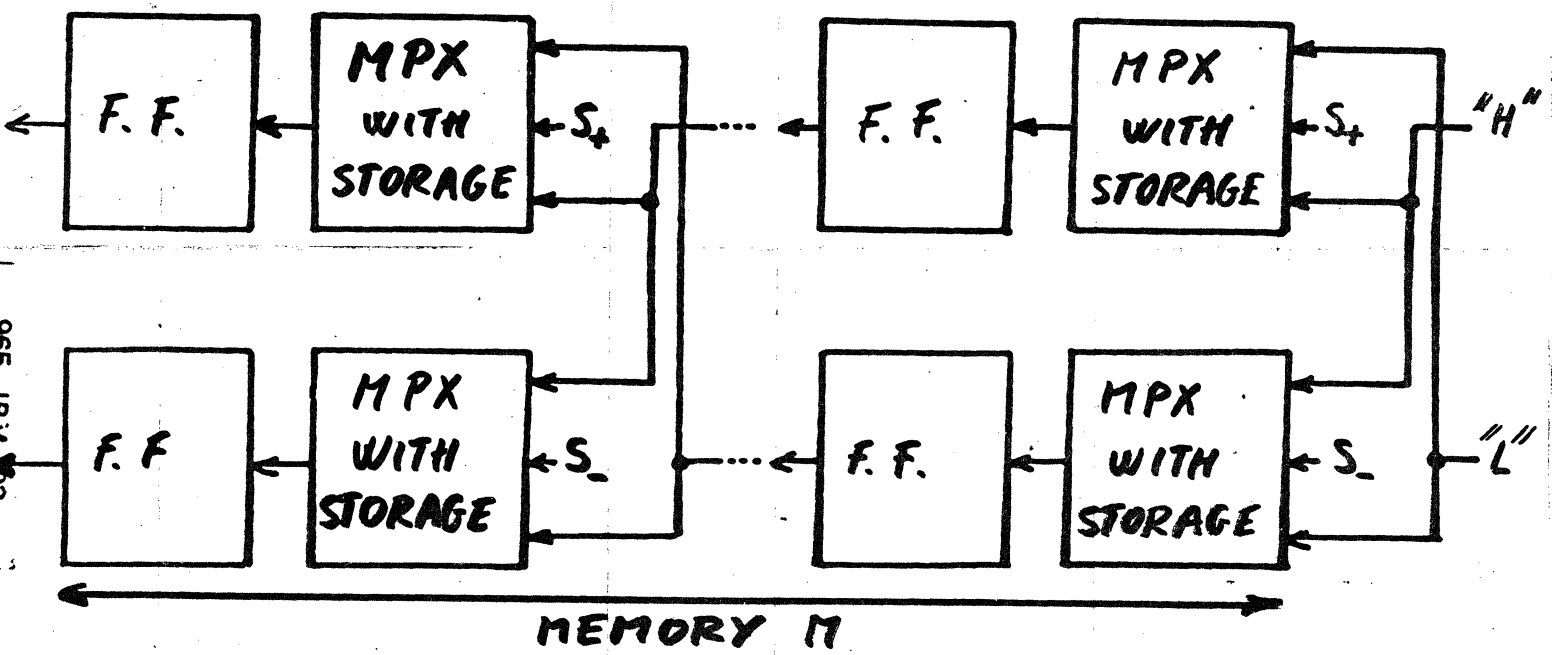 F. F.
MPX
WITH
STORAGE
S+
....
F. F.
MPX
WITH
STORAGE
S+
"H"
F. F
MPX
WITH
STORAGE
S-
....
F. F.
MPX
WITH
STORAGE
S-
"L"
MEMORY M